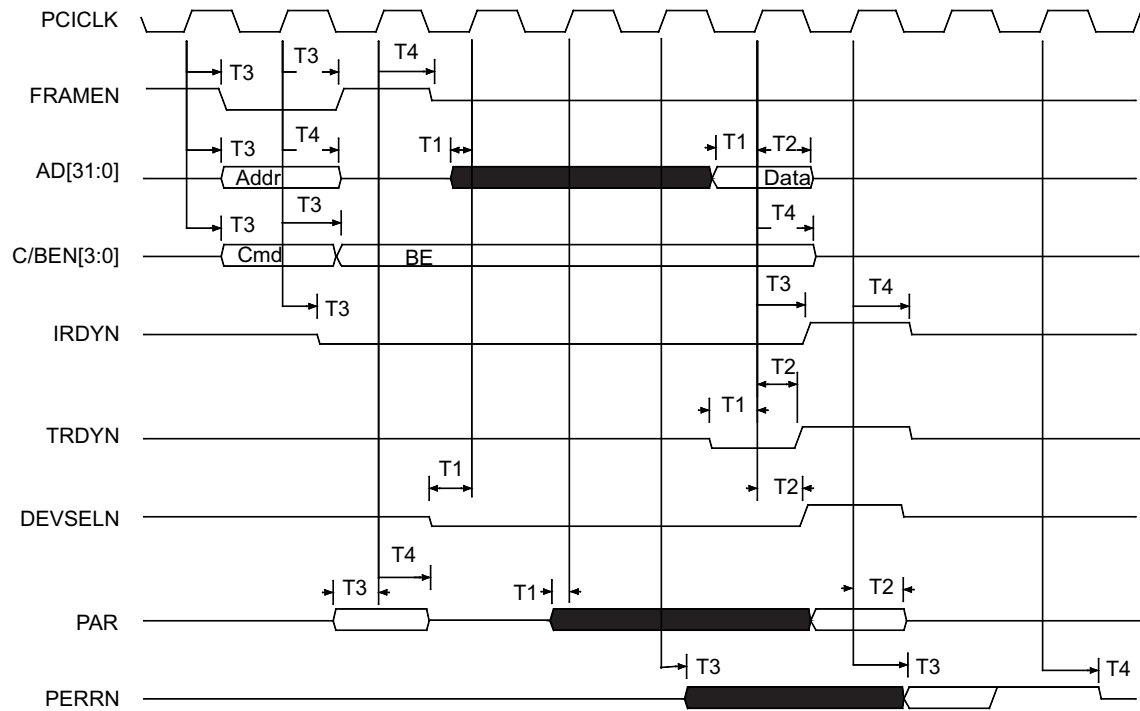 PCICLK
T3 T3 T4
FRAMEN
T3 T4 T1 T1 T2
AD[31:0] Addr Data
T3 T3 T4
C/BEN[3:0] Cmd BE
T3 T3 T4
IRDYN
T2
T1
TRDYN
T1 T2
DEVSELN
T4
T3 T1 T2
PAR
T3 T3 T4
PERRN